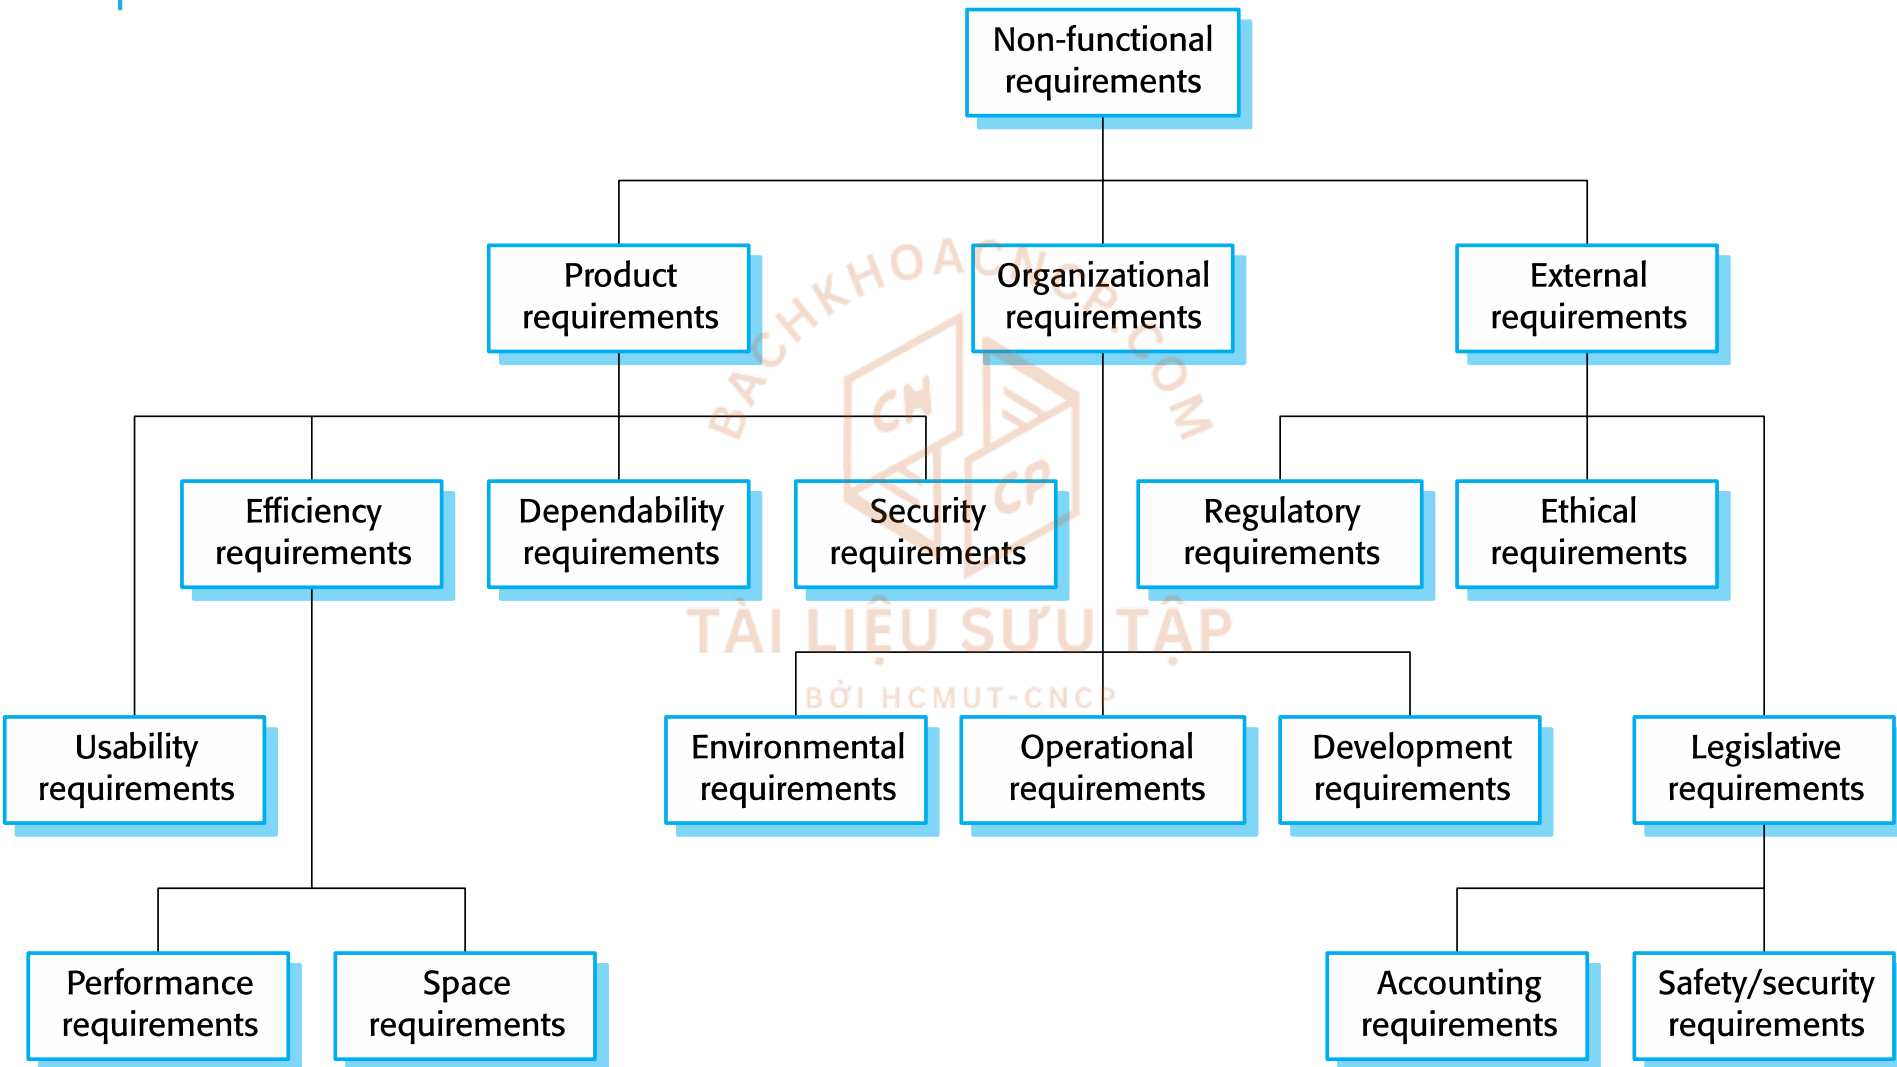 Non-functional
requirements
Product
requirements
Organizational
requirements
External
requirements
BACHKHOACNCP.COM
CN
CP
Efficiency
requirements
Dependability
requirements
Security
requirements
Regulatory
requirements
Ethical
requirements
TÀI LIỆU SƯU TẬP
BỞI HCMUT-CNCP
Usability
requirements
Environmental
requirements
Operational
requirements
Development
requirements
Legislative
requirements
Performance
requirements
Space
requirements
Accounting
requirements
Safety/security
requirements